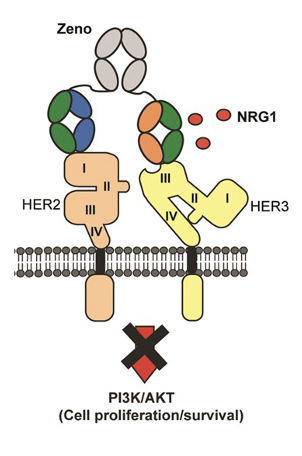 Zeno
NRG1
I
II
III
IV
HER2
III
II
I
IV
HER3
PI3K/AKT
(Cell proliferation/survival)